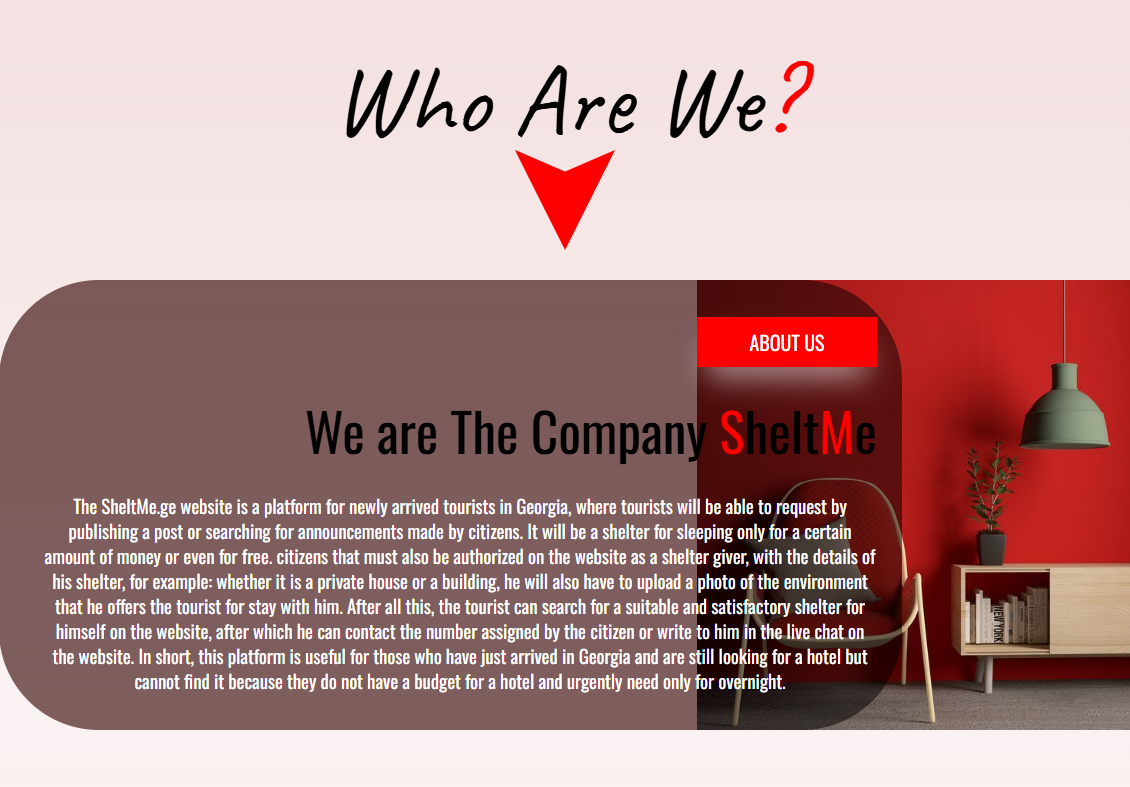 Who Are We?
ABOUT US
We are The Company SheltMe
The SheltMe.ge website is a platform for newly arrived tourists in Georgia, where tourists will be able to request by
publishing a post or searching for announcements made by citizens. It will be a shelter for sleeping only for a certain
amount of money or even for free. citizens that must also be authorized on the website as a shelter giver, with the details of
his shelter, for example: whether it is a private house or a building, he will also have to upload a photo of the environment
that he offers the tourist for stay with him. After all this, the tourist can search for a suitable and satisfactory shelter for
himself on the website, after which he can contact the number assigned by the citizen or write to him in the live chat on
the website. In short, this platform is useful for those who have just arrived in Georgia and are still looking for a hotel but
cannot find it because they do not have a budget for a hotel and urgently need only for overnight.
NEW YORK